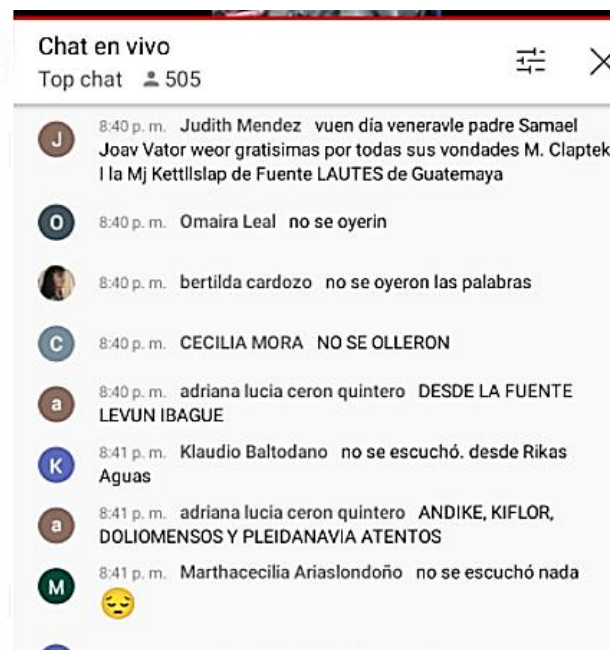 Chat en vivo
Top chat 505
J 8:40 p. m. Judith Mendez vuen día veneravle padre Samael
Joav Vator weor gratisimas por todas sus vondades M. Claptek
I la Mj Kettllslap de Fuente LAUTES de Guatemaya
O 8:40 p. m. Omaira Leal no se oyerin
8:40 p. m. bertilda cardozo no se oyeron las palabras
C 8:40 p. m. CECILIA MORA NO SE OLLERON
a 8:40 p. m. adriana lucia ceron quintero DESDE LA FUENTE
LEVUN IBAGUE
K 8:41 p. m. Klaudio Baltodano no se escuchó. desde Rikas
Aguas
a 8:41 p. m. adriana lucia ceron quintero ANDIKE, KIFLOR,
DOLIOMENSOS Y PLEIDANAVIA ATENTOS
M 8:41 p. m. Marthacecilia Ariaslondoño no se escuchó nada
😔